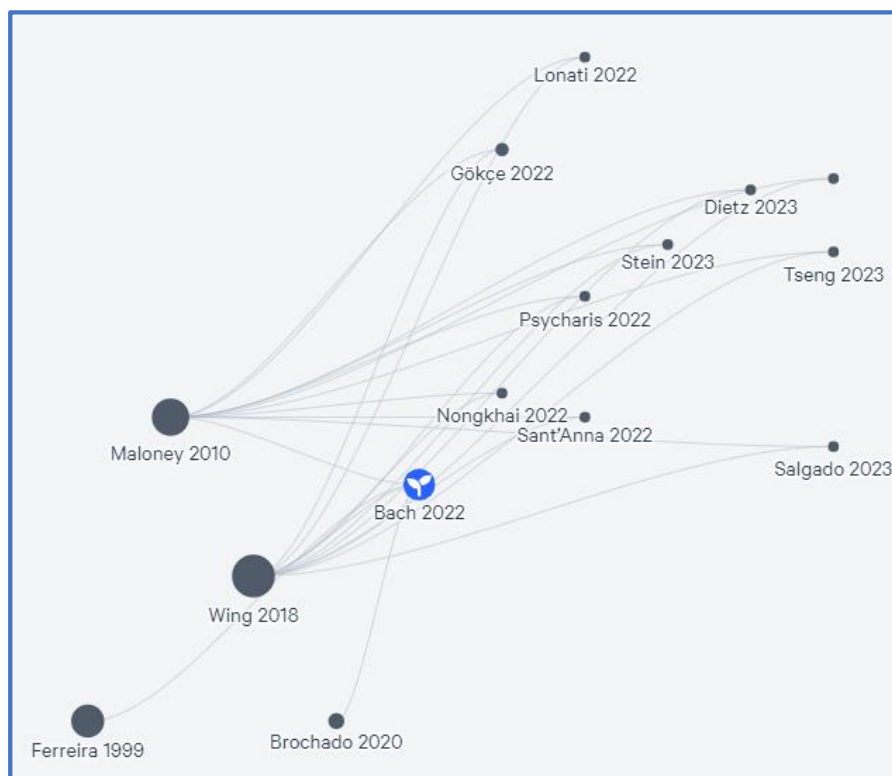 Lonati 2022
Gökçe 2022
Dietz 2023
Stein 2023
Tseng 2023
Psycharis 2022
Nongkhai 2022
Sant'Anna 2022
Maloney 2010
Salgado 2023
Bach 2022
Wing 2018
Brochado 2020
Ferreira 1999